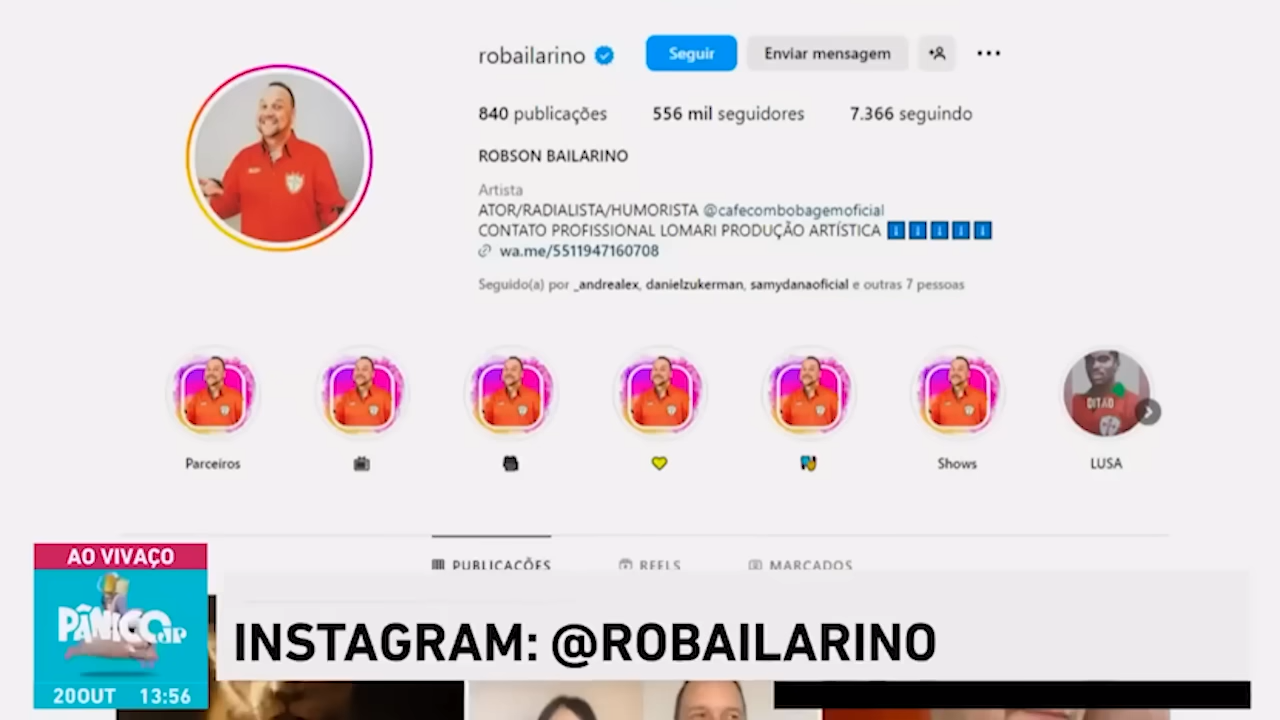 robailarino
Seguir
Enviar mensagem
840 publicações 556 mil seguidores 7.366 seguindo
ROBSON BAILARINO
Artista
ATOR/RADIALISTA/HUMORISTA @cafecombobagemoficial
CONTATO PROFISSIONAL LOMARI PRODUÇÃO ARTÍSTICA
wa.me/5511947160708
Seguido(a) por _andrealex, danielzukerman, samydanaoficial e outras 7 pessoas
DITÃO
Parceiros
Shows
LUSA
PUBLICAÇÕES REELS MARCADOS
AO VIVAÇO
PÂNICO JP
20OUT 13:56
INSTAGRAM: @ROBAILARINO